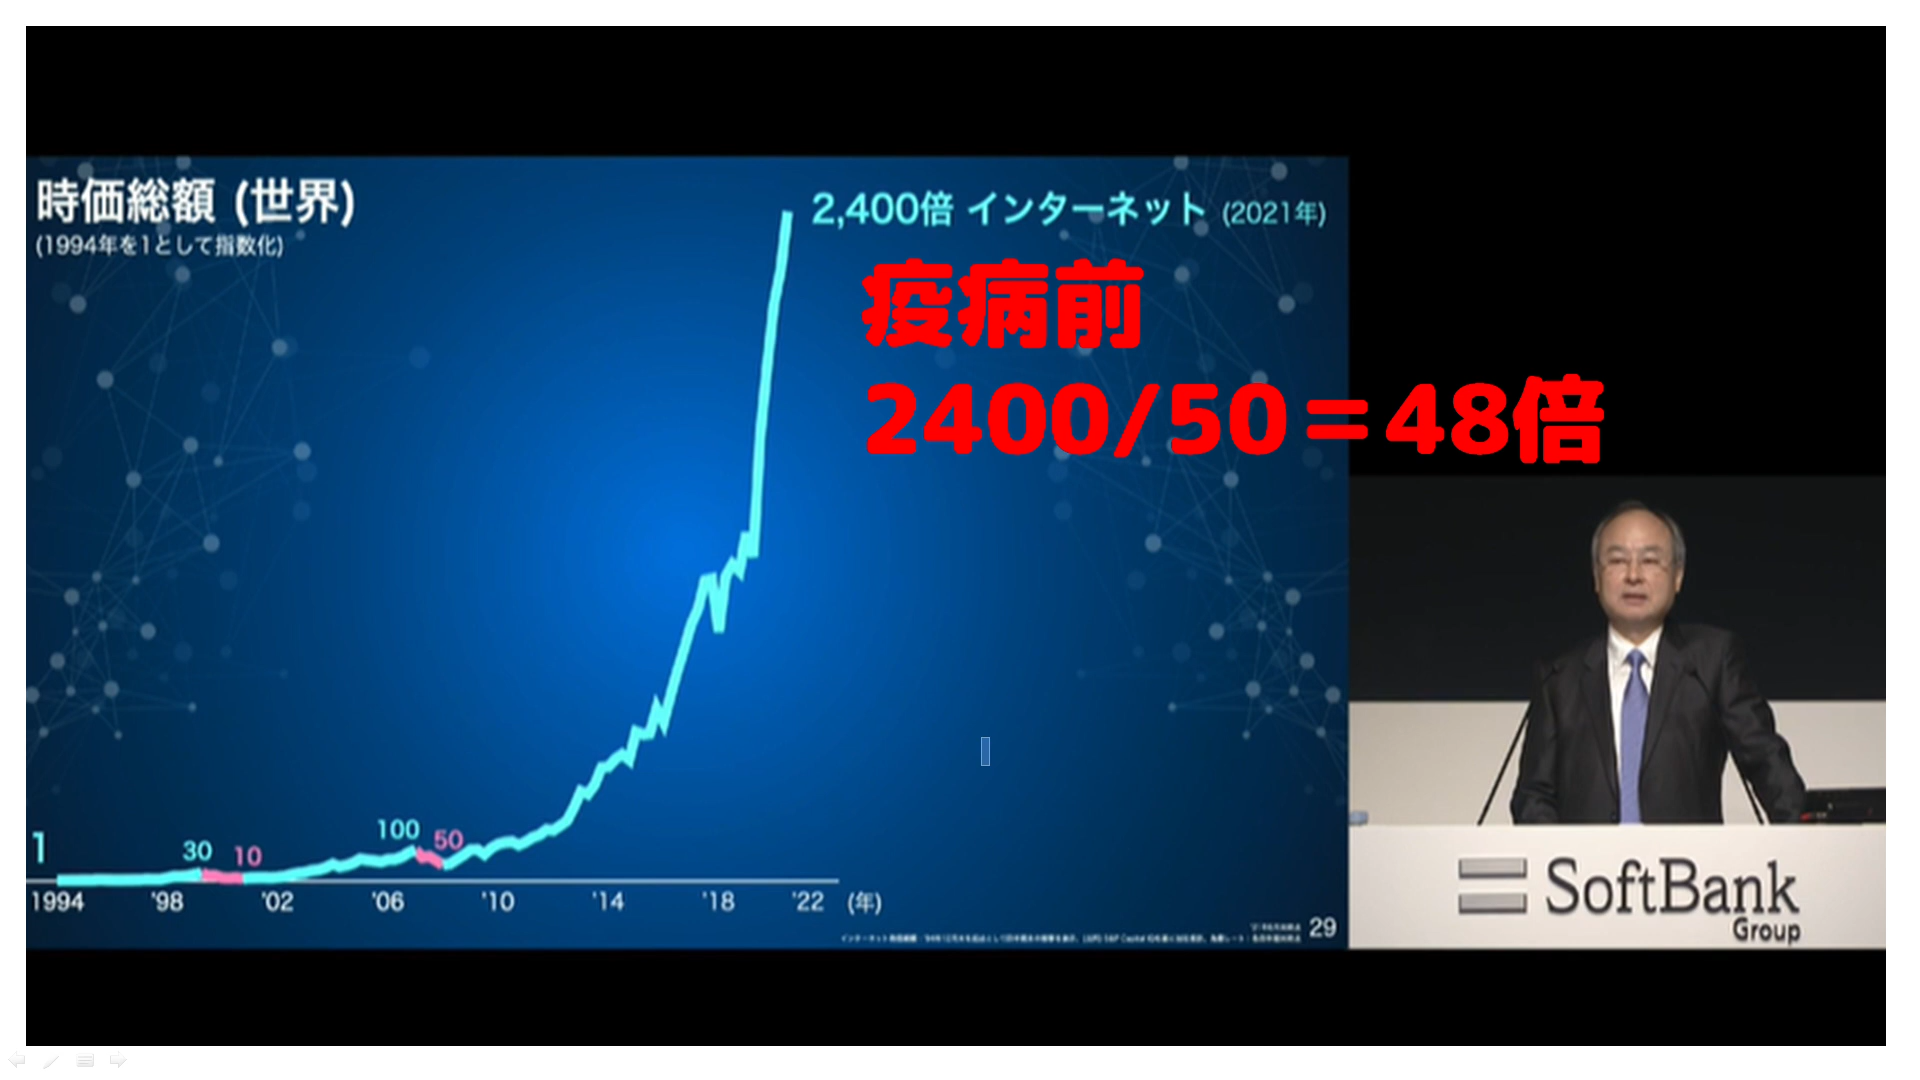 時価総額 (世界)
(1994年を1として指数化)
2,400倍 インターネット (2021年)
疫病前
2400/50＝48倍
1
30
10
100
50
1994 '98 '02 '06 '10 '14 '18 '22 (年)
29
SoftBank
Group